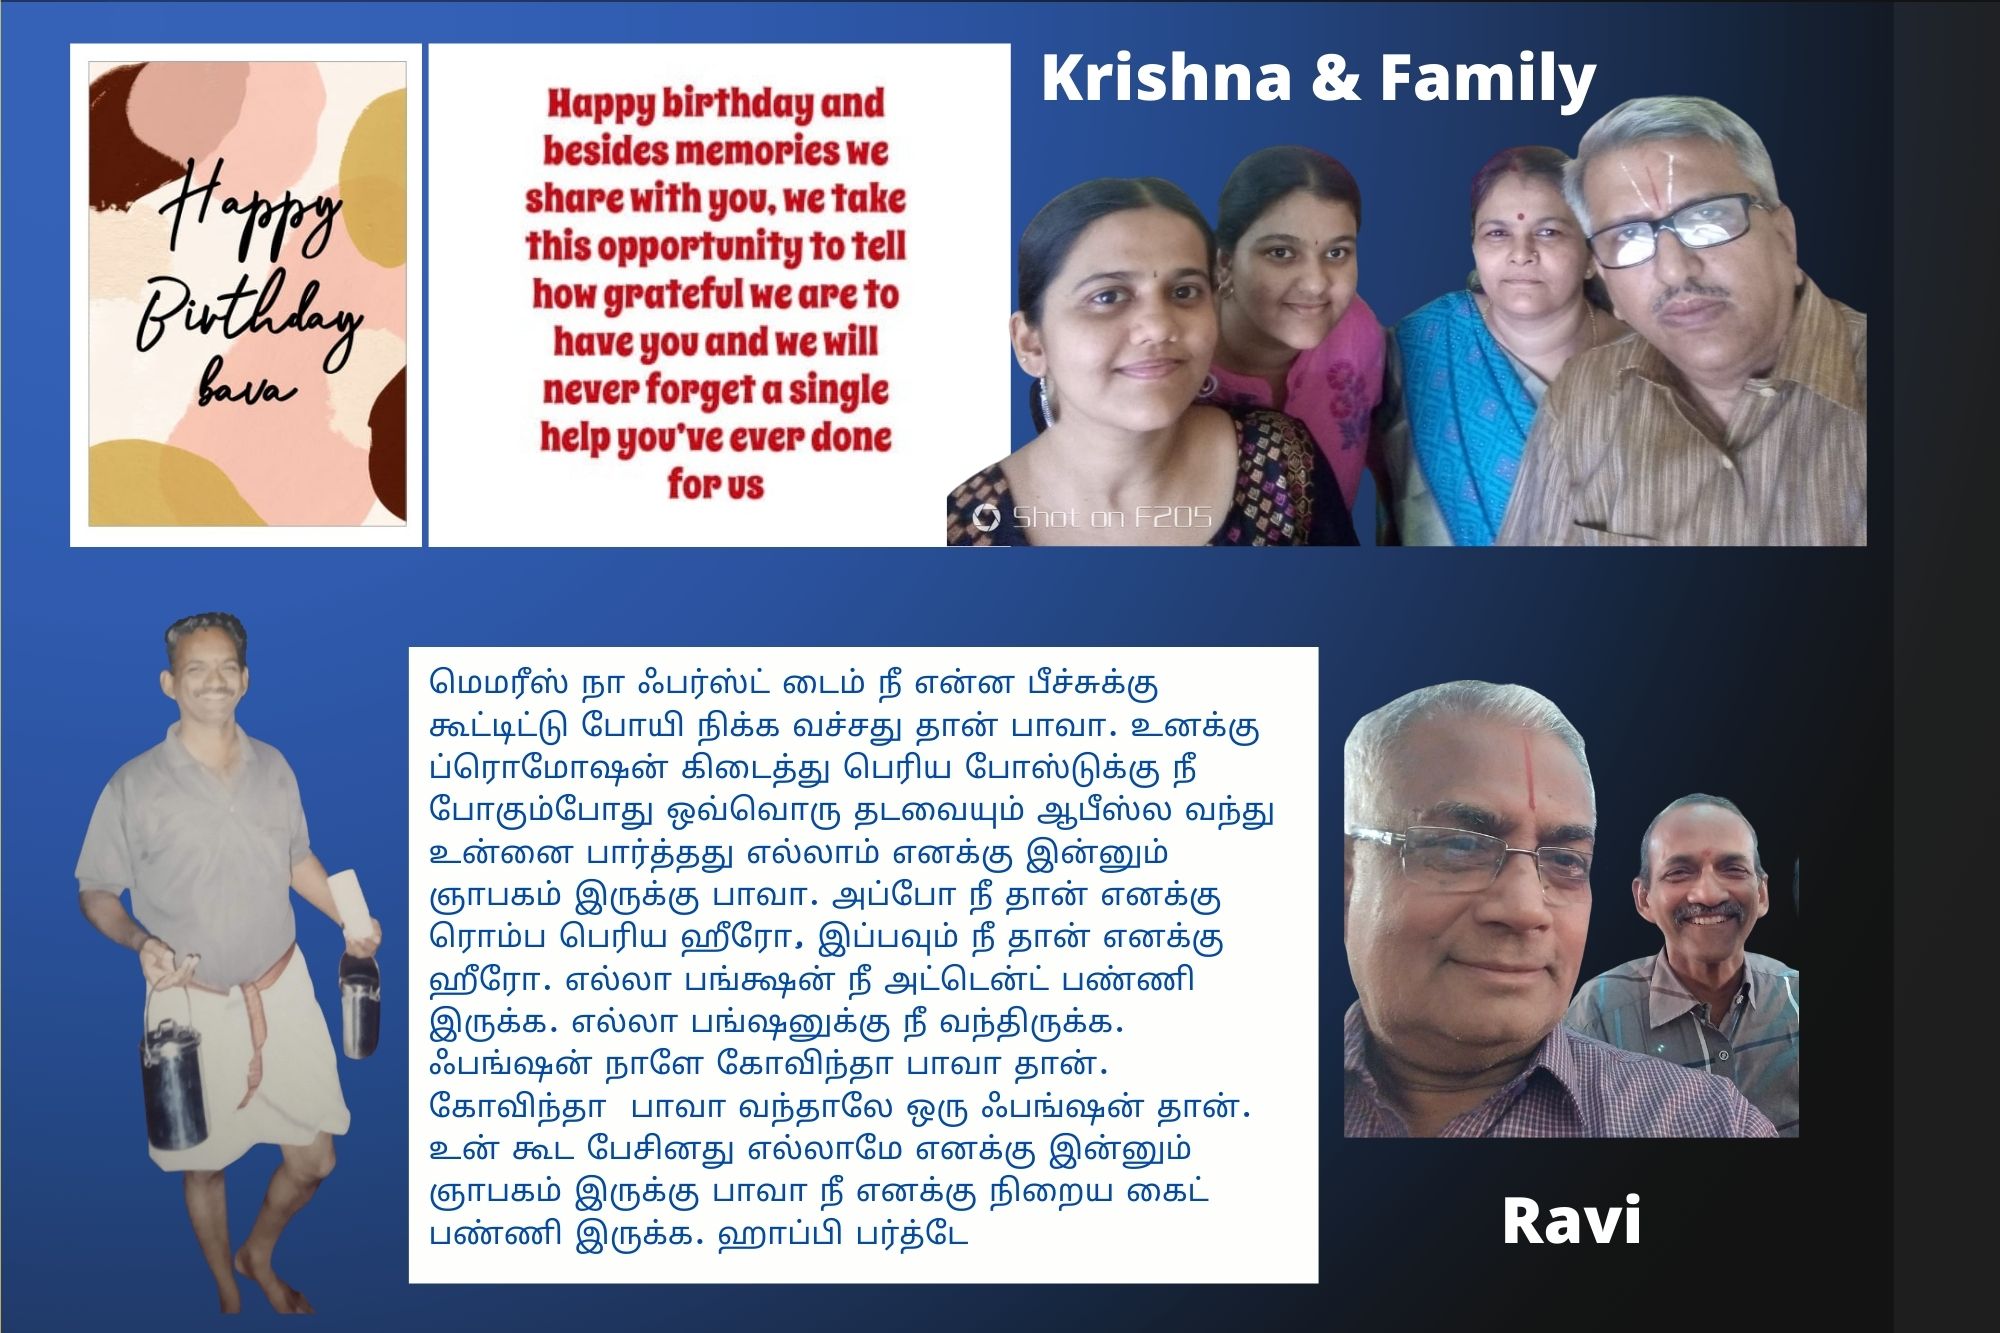 Happy
Birthday
bava
Happy birthday and
besides memories we
share with you, we take
this opportunity to tell
how grateful we are to
have you and we will
never forget a single
help you've ever done
for us
Krishna & Family
Shot on F205
மெமரீஸ் நா ஃபர்ஸ்ட் டைம் நீ என்ன பீச்சுக்கு
கூட்டிட்டு போயி நிக்க வச்சது தான் பாவா. உனக்கு
ப்ரொமோஷன் கிடைத்து பெரிய போஸ்டுக்கு நீ
போகும்போது ஒவ்வொரு தடவையும் ஆபீஸ்ல வந்து
உன்னை பார்த்தது எல்லாம் எனக்கு இன்னும்
ஞாபகம் இருக்கு பாவா. அப்போ நீ தான் எனக்கு
ரொம்ப பெரிய ஹீரோ, இப்பவும் நீ தான் எனக்கு
ஹீரோ. எல்லா பங்க்ஷன் நீ அட்டென்ட் பண்ணி
இருக்க. எல்லா பங்ஷனுக்கு நீ வந்திருக்க.
ஃபங்ஷன் நாளே கோவிந்தா பாவா தான்.
கோவிந்தா  பாவா வந்தாலே ஒரு ஃபங்ஷன் தான்.
உன் கூட பேசினது எல்லாமே எனக்கு இன்னும்
ஞாபகம் இருக்கு பாவா நீ எனக்கு நிறைய கைட்
பண்ணி இருக்க. ஹாப்பி பர்த்டே
Ravi